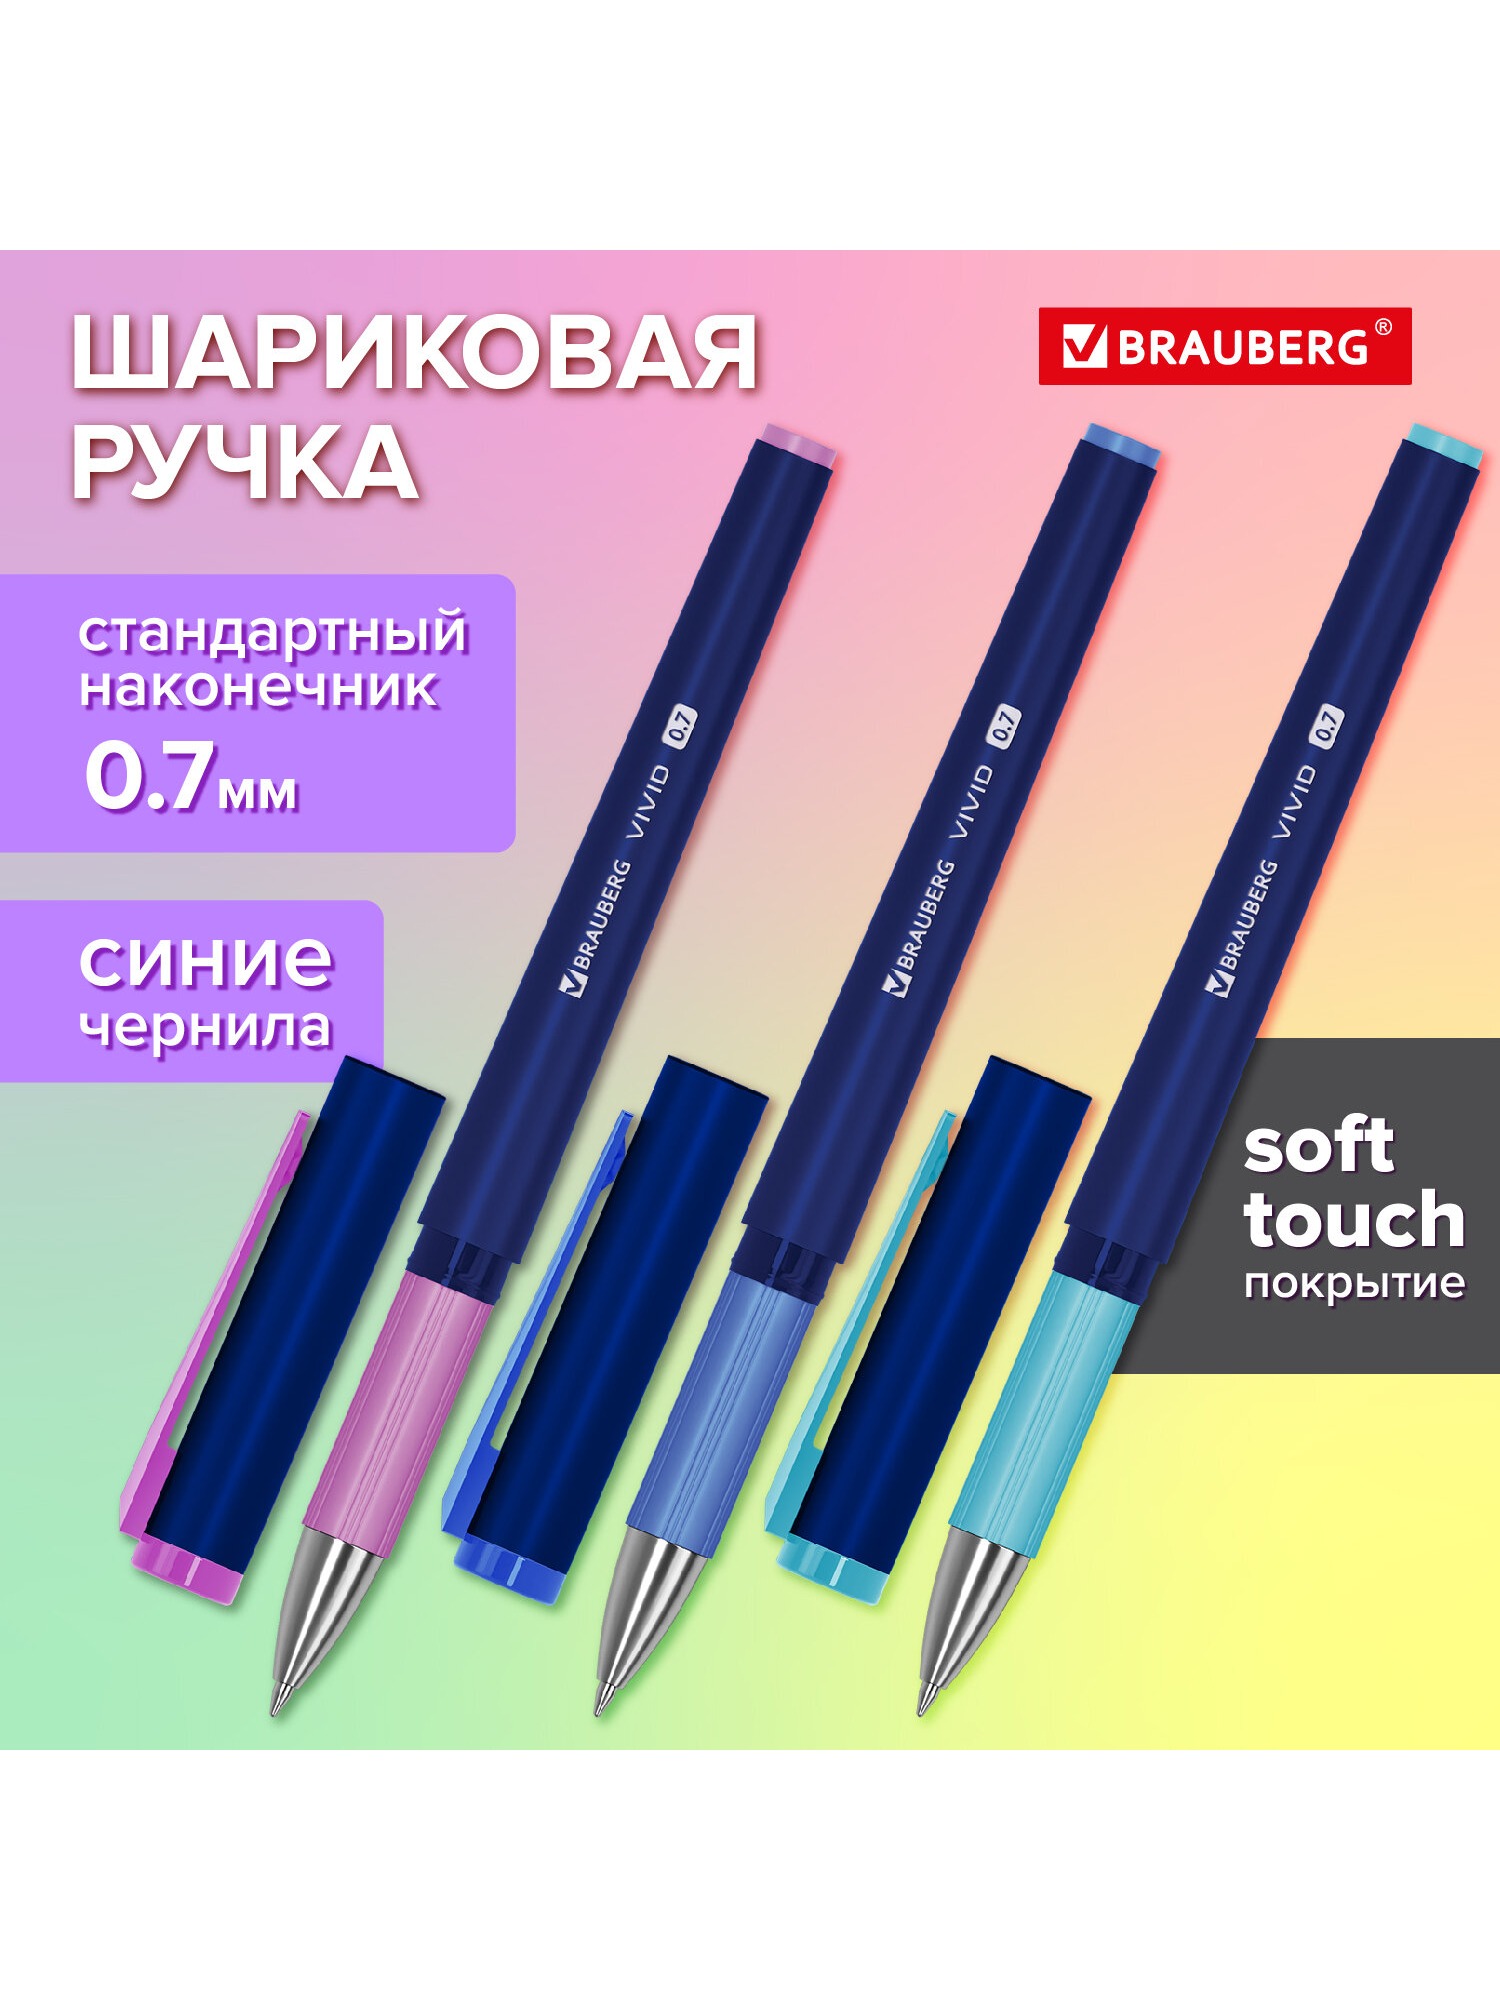 ШАРИКОВАЯ
РУЧКА
BRAUBERG®
стандартный
наконечник
0.7мм
синие
чернила
BRAUBERG VIVID 0.7
BRAUBERG VIVID 0.7
BRAUBERG VIVID 0.7
soft
touch
покрытие